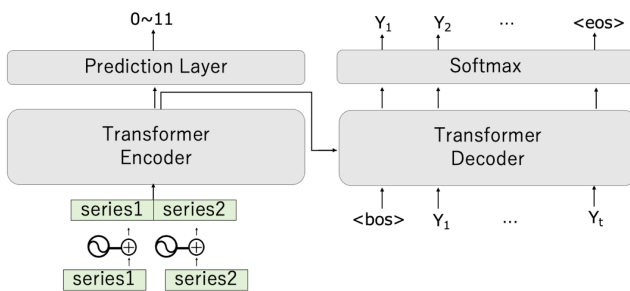 0~11
Prediction Layer
Transformer
Encoder
series1 series2
series1 series2
Y1 Y2 ... <eos>
Softmax
Transformer
Decoder
<bos> Y1 ... Yt